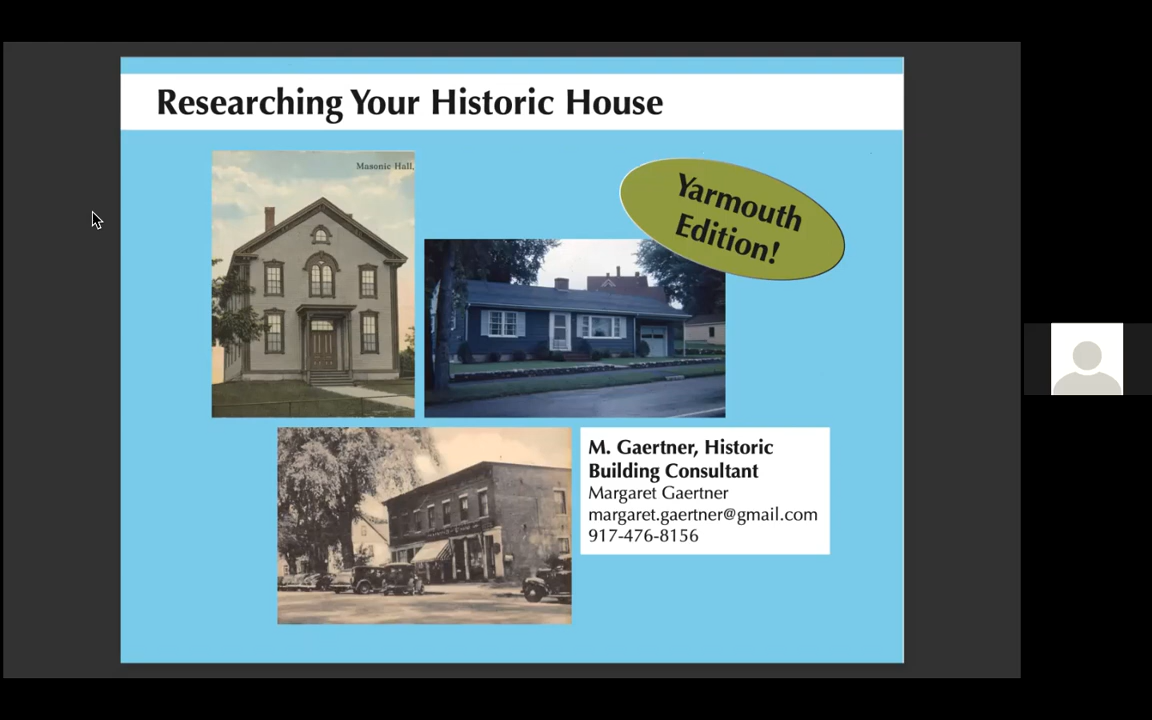 Researching Your Historic House
Masonic Hall.
Yarmouth
Edition!
M. Gaertner, Historic
Building Consultant
Margaret Gaertner
margaret.gaertner@gmail.com
917-476-8156